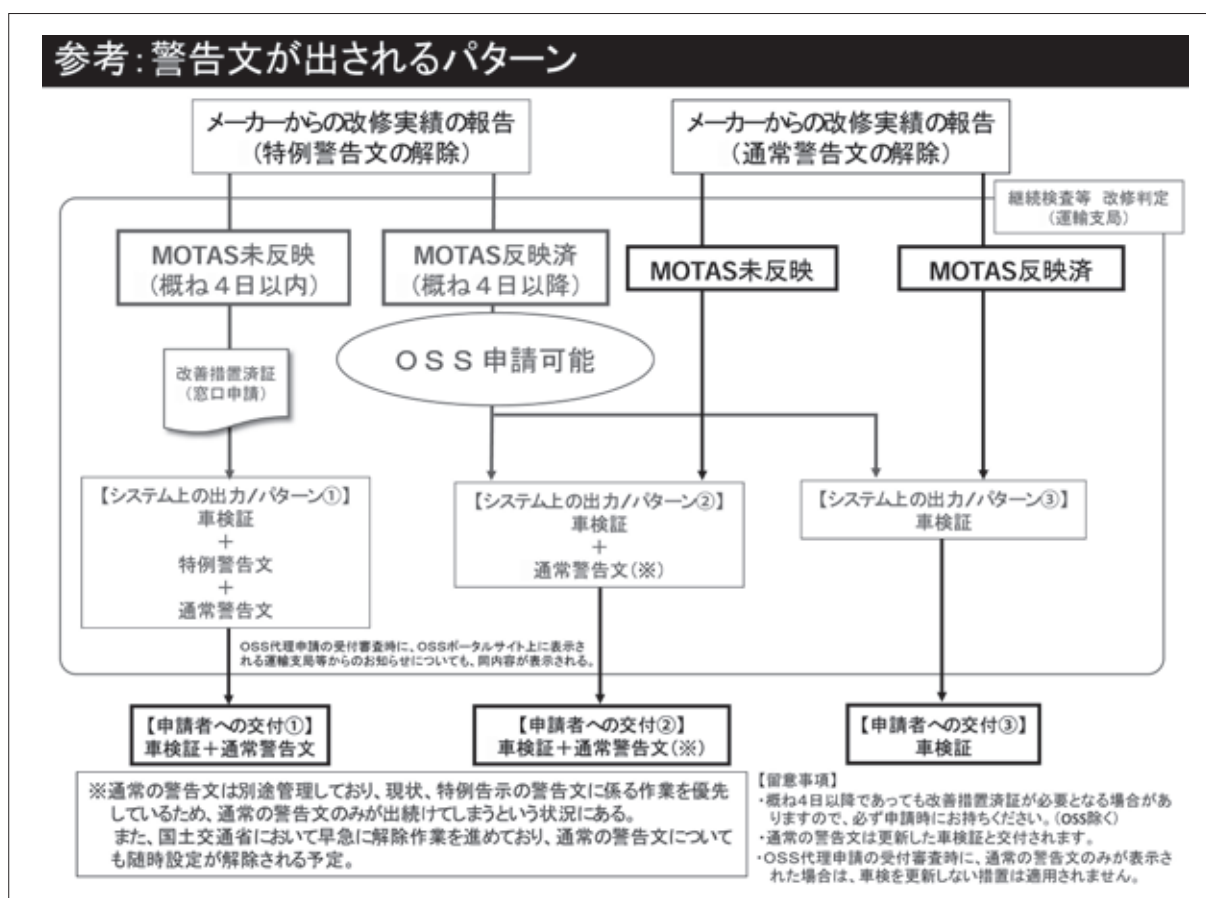 参考：警告文が出されるパターン
メーカーからの改修実績の報告
（特例警告文の解除）
メーカーからの改修実績の報告
（通常警告文の解除）
継続検査等 改修判定
（運輸支局）
MOTAS未反映
（概ね４日以内）
MOTAS反映済
（概ね４日以降）
MOTAS未反映
MOTAS反映済
改善措置済証
（窓口申請）
ＯＳＳ申請可能
【システム上の出力パターン①】
車検証
＋
特例警告文
＋
通常警告文
【システム上の出力パターン②】
車検証
＋
通常警告文（※）
【システム上の出力パターン③】
車検証
OSS代理申請の受付審査時に、OSSポータルサイト上に表示さ
れる運輸支局等からのお知らせについても、同内容が表示される。
【申請者への交付①】
車検証＋通常警告文
【申請者への交付②】
車検証＋通常警告文（※）
【申請者への交付③】
車検証
※通常の警告文は別途管理しており、現状、特例告示の警告文に係る作業を優先
しているため、通常の警告文のみが出続けてしまうという状況にある。
また、国土交通省において早急に解除作業を進めており、通常の警告文について
も随時設定が解除される予定。
【留意事項】
・概ね４日以降であっても改善措置済証が必要となる場合があ
りますので、必ず申請時にお持ちください。（OSS除く）
・通常の警告文は更新した車検証と交付されます。
・ＯＳＳ代理申請の受付審査時に、通常の警告文のみが表示さ
れた場合は、車検を更新しない措置は適用されません。